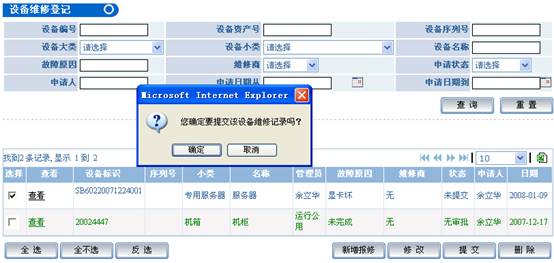 设备维修登记
设备编号 设备资产号 设备序列号
设备大类 请选择 设备小类 请选择 设备名称
故障原因 维修商 请选择 申请状态 请选择
申请人 申请日期从 申请日期到
查 询 重 置
Microsoft Internet Explorer
您确定要提交该设备维修记录吗?
确定 取消
找到2 条记录, 显示 1 到 2
10
选择 查看 设备标识 序列号 小类 名称 管理员 故障原因 维修商 状态 申请人 日期
查看 SB60220071224001 专用服务器 服务器 余立华 显卡坏 无 未提交 余立华 2008-01-09
查看 20024447 机箱 机柜 运行公用 未完成 无 无审批 余立华 2007-12-17
全 选 全不选 反 选 新增报修 修 改 提 交 删 除